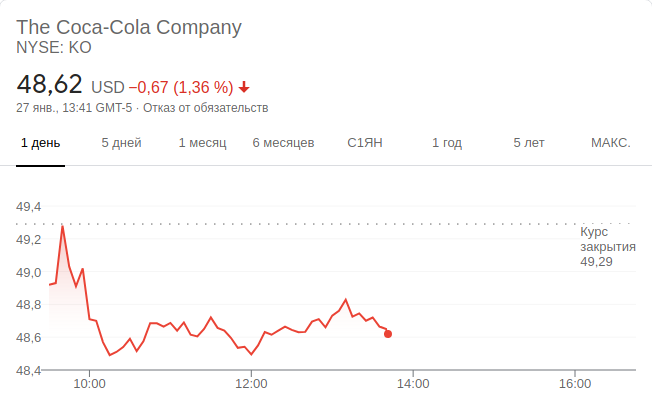 The Coca-Cola Company
NYSE: KO
48,62 USD −0,67 (1,36 %)
27 янв., 13:41 GMT-5 · Отказ от обязательств
1 день 5 дней 1 месяц 6 месяцев С1ЯН 1 год 5 лет МАКС.
49,4
Курс
закрытия
49,29
49,2
49,0
48,8
48,6
48,4
10:00 12:00 14:00 16:00